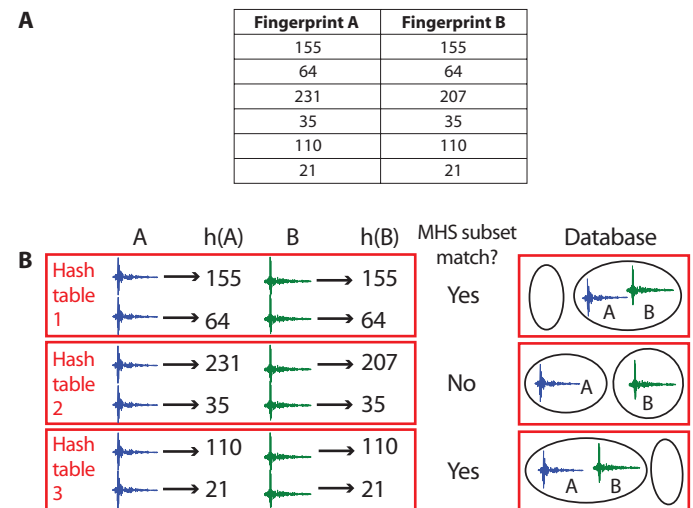 A
Fingerprint A Fingerprint B
155 155
64 64
231 207
35 35
110 110
21 21
B
A h(A) B h(B) MHS subset match? Database
Hash table 1
155 155
64 64
Yes
A B
Hash table 2
231 207
35 35
No
A B
Hash table 3
110 110
21 21
Yes
A B